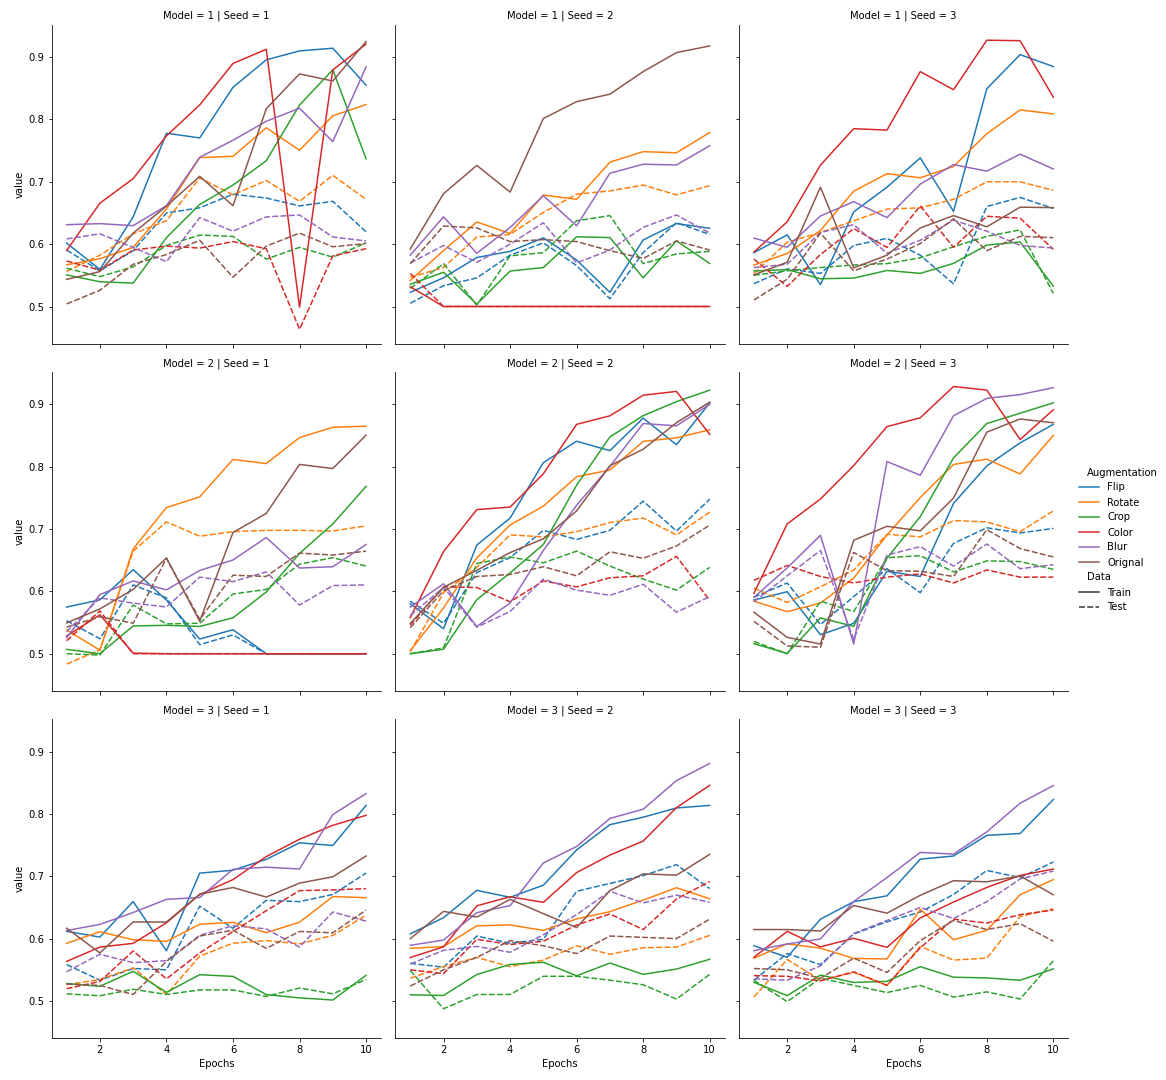 Model = 1 | Seed = 1
Model = 1 | Seed = 2
Model = 1 | Seed = 3
0.9
0.8
0.7
0.6
0.5
value
Model = 2 | Seed = 1
Model = 2 | Seed = 2
Model = 2 | Seed = 3
0.9
0.8
0.7
0.6
0.5
value
Augmentation
Flip
Rotate
Crop
Color
Blur
Orignal
Data
Train
Test
Model = 3 | Seed = 1
Model = 3 | Seed = 2
Model = 3 | Seed = 3
0.9
0.8
0.7
0.6
0.5
value
2 4 6 8 10
2 4 6 8 10
2 4 6 8 10
Epochs
Epochs
Epochs